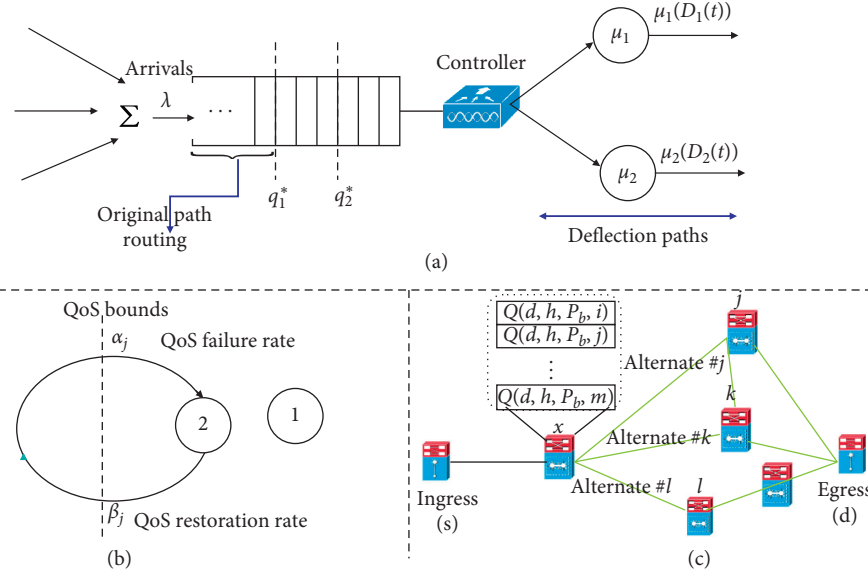 Arrivals
Σ
λ
. . .
Controller
μ1
μ1(D1(t))
μ2
μ2(D2(t))
q1*
q2*
Original path
routing
Deflection paths
(a)
QoS bounds
αj
QoS failure rate
2
1
βj
QoS restoration rate
(b)
Q(d, h, Pb, i)
Q(d, h, Pb, j)
⋮
Q(d, h, Pb, m)
x
j
Alternate #j
k
Alternate #k
Alternate #l
l
Ingress
(s)
Egress
(d)
(c)